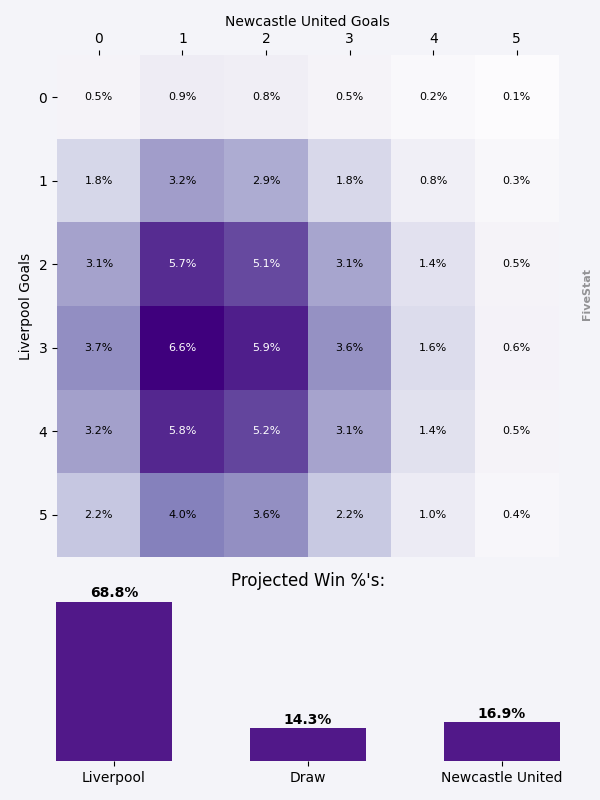 Newcastle United Goals
0 1 2 3 4 5
0 0.5% 0.9% 0.8% 0.5% 0.2% 0.1%
1 1.8% 3.2% 2.9% 1.8% 0.8% 0.3%
2 3.1% 5.7% 5.1% 3.1% 1.4% 0.5%
3 3.7% 6.6% 5.9% 3.6% 1.6% 0.6%
4 3.2% 5.8% 5.2% 3.1% 1.4% 0.5%
5 2.2% 4.0% 3.6% 2.2% 1.0% 0.4%
Liverpool Goals
FiveStat
Projected Win %'s:
68.8% 14.3% 16.9%
Liverpool Draw Newcastle United